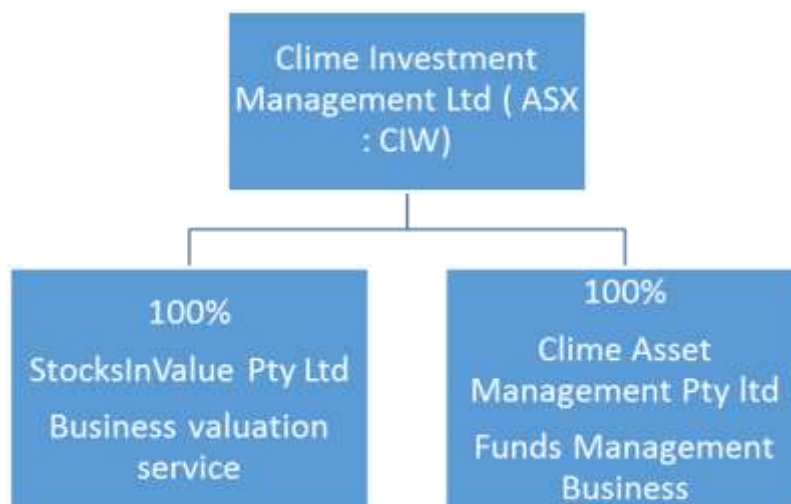 Clime Investment
Management Ltd ( ASX
: CIW)
100%
StocksInValue Pty Ltd
Business valuation
service
100%
Clime Asset
Management Pty ltd
Funds Management
Business